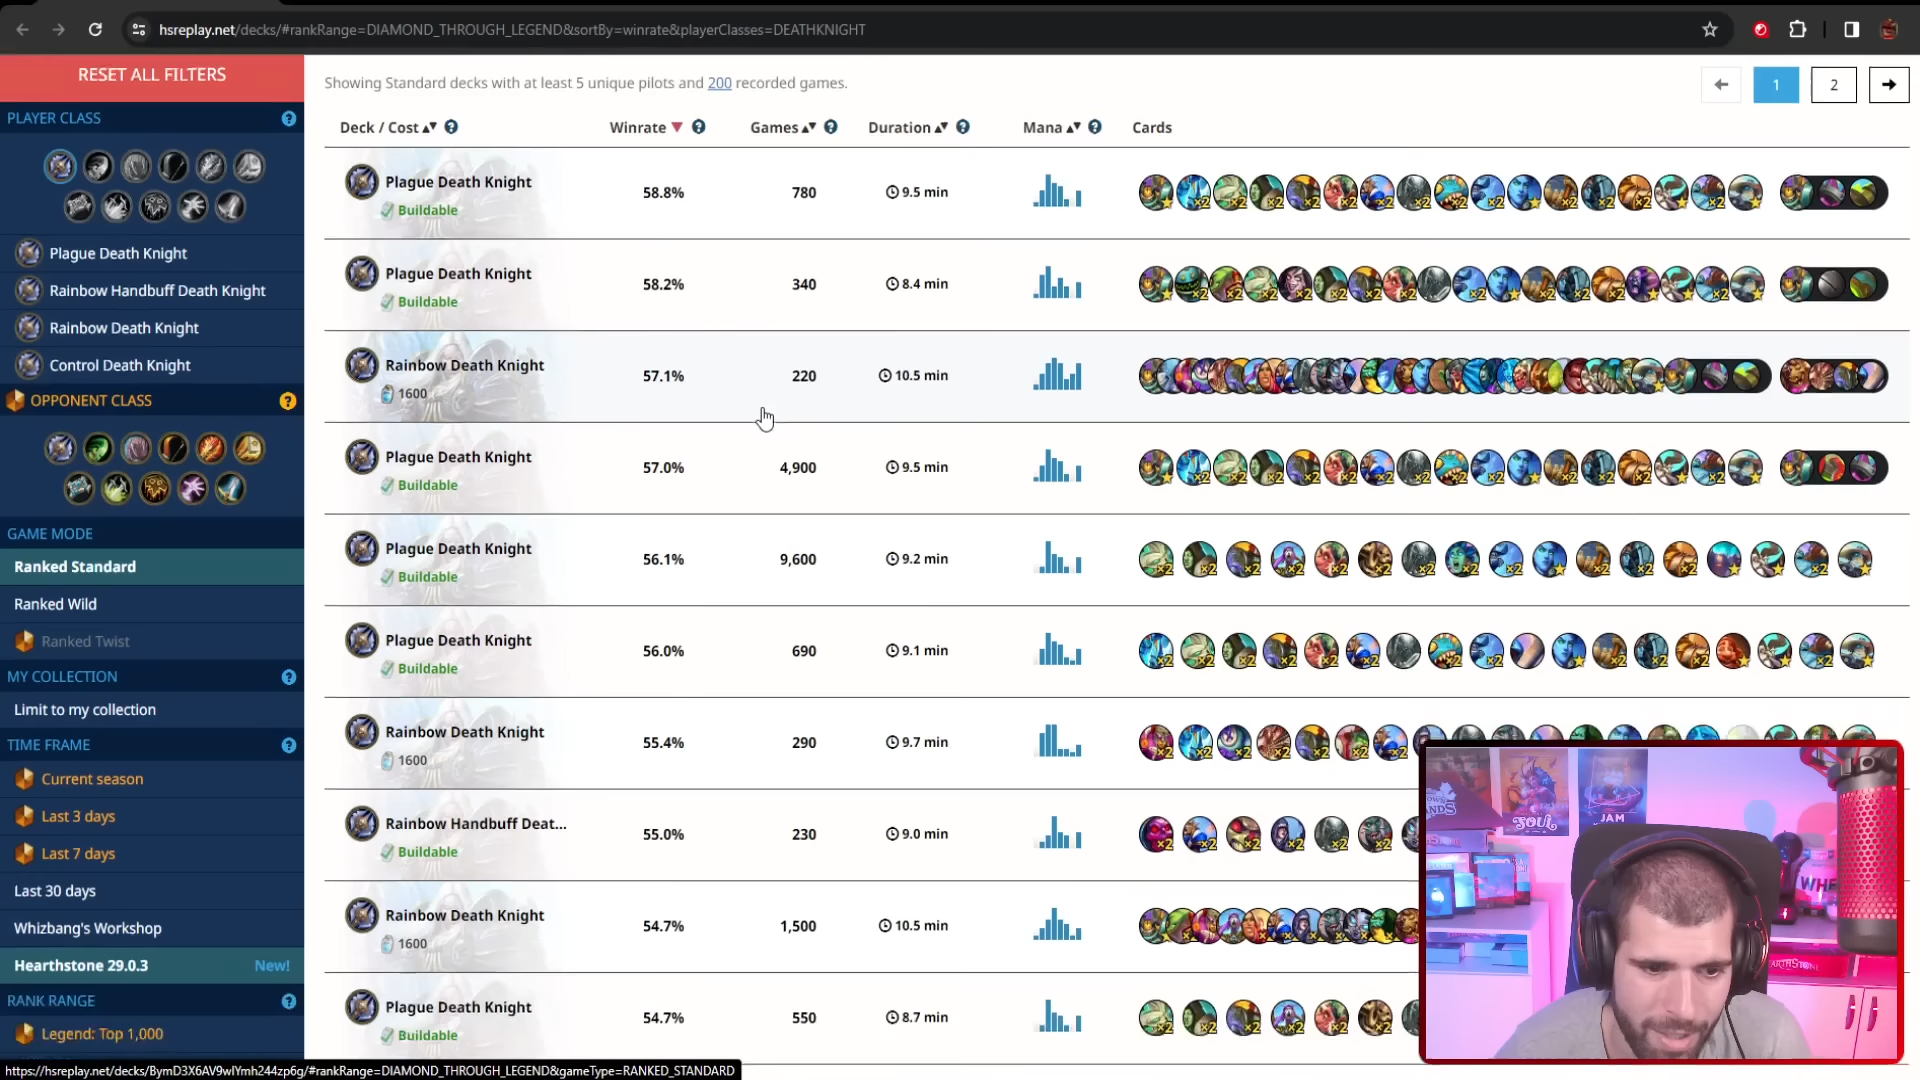 hsreplay.net/decks/#rankRange=DIAMOND_THROUGH_LEGEND&sortBy=winrate&playerClasses=DEATHKNIGHT
RESET ALL FILTERS
PLAYER CLASS
Plague Death Knight
Rainbow Handbuff Death Knight
Rainbow Death Knight
Control Death Knight
OPPONENT CLASS
GAME MODE
Ranked Standard
Ranked Wild
Ranked Twist
MY COLLECTION
Limit to my collection
TIME FRAME
Current season
Last 3 days
Last 7 days
Last 30 days
Whizbang's Workshop
Hearthstone 29.0.3 New!
RANK RANGE
Legend: Top 1,000
Showing Standard decks with at least 5 unique pilots and 200 recorded games.
1 2
Deck / Cost Winrate Games Duration Mana Cards
Plague Death Knight
Buildable
58.8% 780 9.5 min
Plague Death Knight
Buildable
58.2% 340 8.4 min
Rainbow Death Knight
1600
57.1% 220 10.5 min
Plague Death Knight
Buildable
57.0% 4,900 9.5 min
Plague Death Knight
Buildable
56.1% 9,600 9.2 min
Plague Death Knight
Buildable
56.0% 690 9.1 min
Rainbow Death Knight
1600
55.4% 290 9.7 min
Rainbow Handbuff Deat...
Buildable
55.0% 230 9.0 min
Rainbow Death Knight
1600
54.7% 1,500 10.5 min
Plague Death Knight
Buildable
54.7% 550 8.7 min
SOUL
JAM
https://hsreplay.net/decks/BymD3X6AV9wlYmh244zp6g/#rankRange=DIAMOND_THROUGH_LEGEND&gameType=RANKED_STANDARD